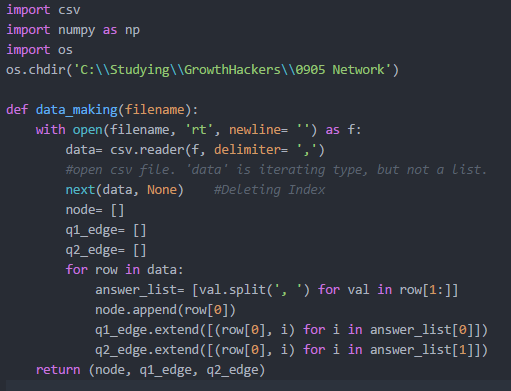 import csv
import numpy as np
import os
os.chdir('C:\\Studying\\GrowthHackers\\0905 Network')

def data_making(filename):
    with open(filename, 'rt', newline= '') as f:
        data= csv.reader(f, delimiter= ',')
        #open csv file. 'data' is iterating type, but not a list.
        next(data, None)    #Deleting Index
        node= []
        q1_edge= []
        q2_edge= []
        for row in data:
            answer_list= [val.split(', ') for val in row[1:]]
            node.append(row[0])
            q1_edge.extend([(row[0], i) for i in answer_list[0]])
            q2_edge.extend([(row[0], i) for i in answer_list[1]])
    return (node, q1_edge, q2_edge)